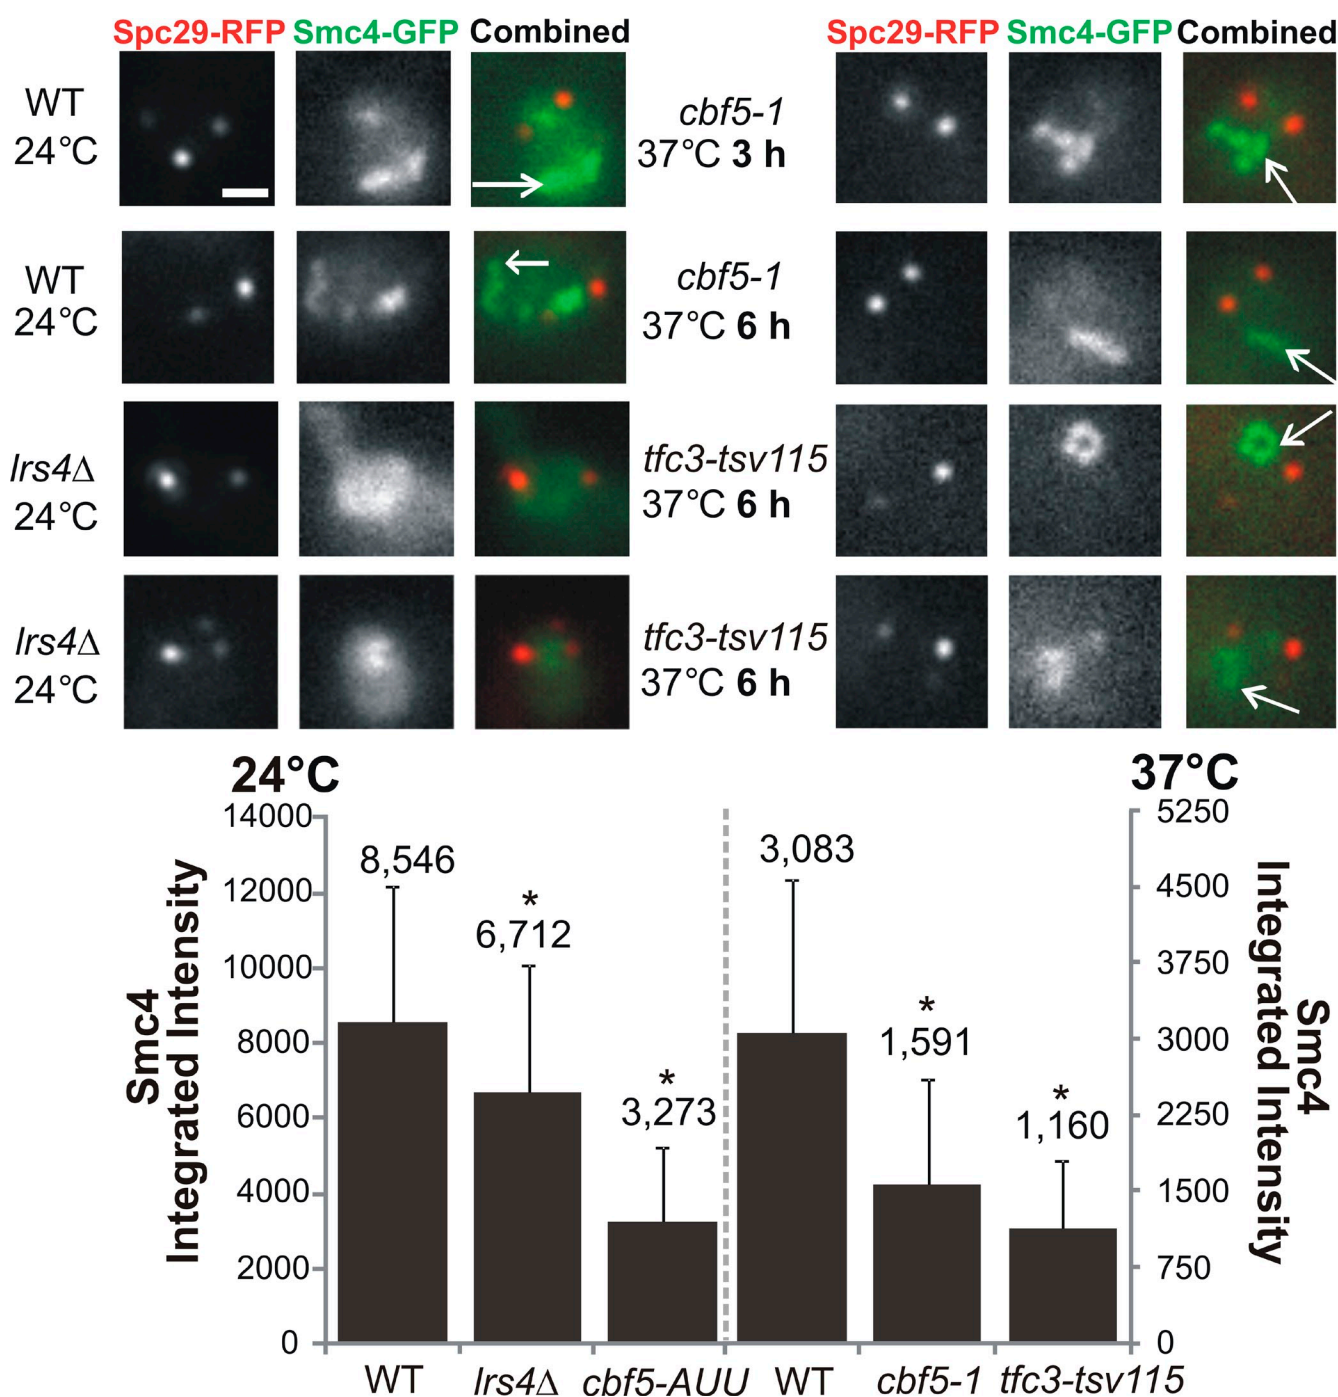 Spc29-RFP Smc4-GFP Combined
Spc29-RFP Smc4-GFP Combined
WT
24°C
cbf5-1
37°C 3 h
WT
24°C
cbf5-1
37°C 6 h
lrs4Δ
24°C
tfc3-tsv115
37°C 6 h
lrs4Δ
24°C
tfc3-tsv115
37°C 6 h
24°C
37°C
Smc4
Integrated Intensity
14000
12000
10000
8000
6000
4000
2000
0
8,546
*
6,712
*
3,273
3,083
*
1,591
*
1,160
5250
4500
3750
3000
2250
1500
750
0
Smc4
Integrated Intensity
WT lrs4Δ cbf5-AUU WT cbf5-1 tfc3-tsv115